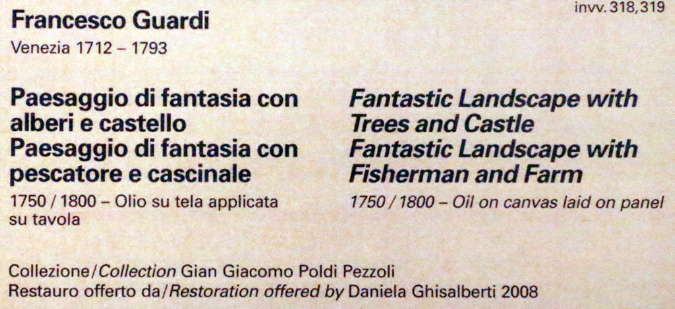 invv. 318,319
Francesco Guardi
Venezia 1712 – 1793
Paesaggio di fantasia con
alberi e castello
Paesaggio di fantasia con
pescatore e cascinale
1750 / 1800 – Olio su tela applicata
su tavola
Fantastic Landscape with
Trees and Castle
Fantastic Landscape with
Fisherman and Farm
1750 / 1800 – Oil on canvas laid on panel
Collezione/Collection Gian Giacomo Poldi Pezzoli
Restauro offerto da/Restoration offered by Daniela Ghisalberti 2008